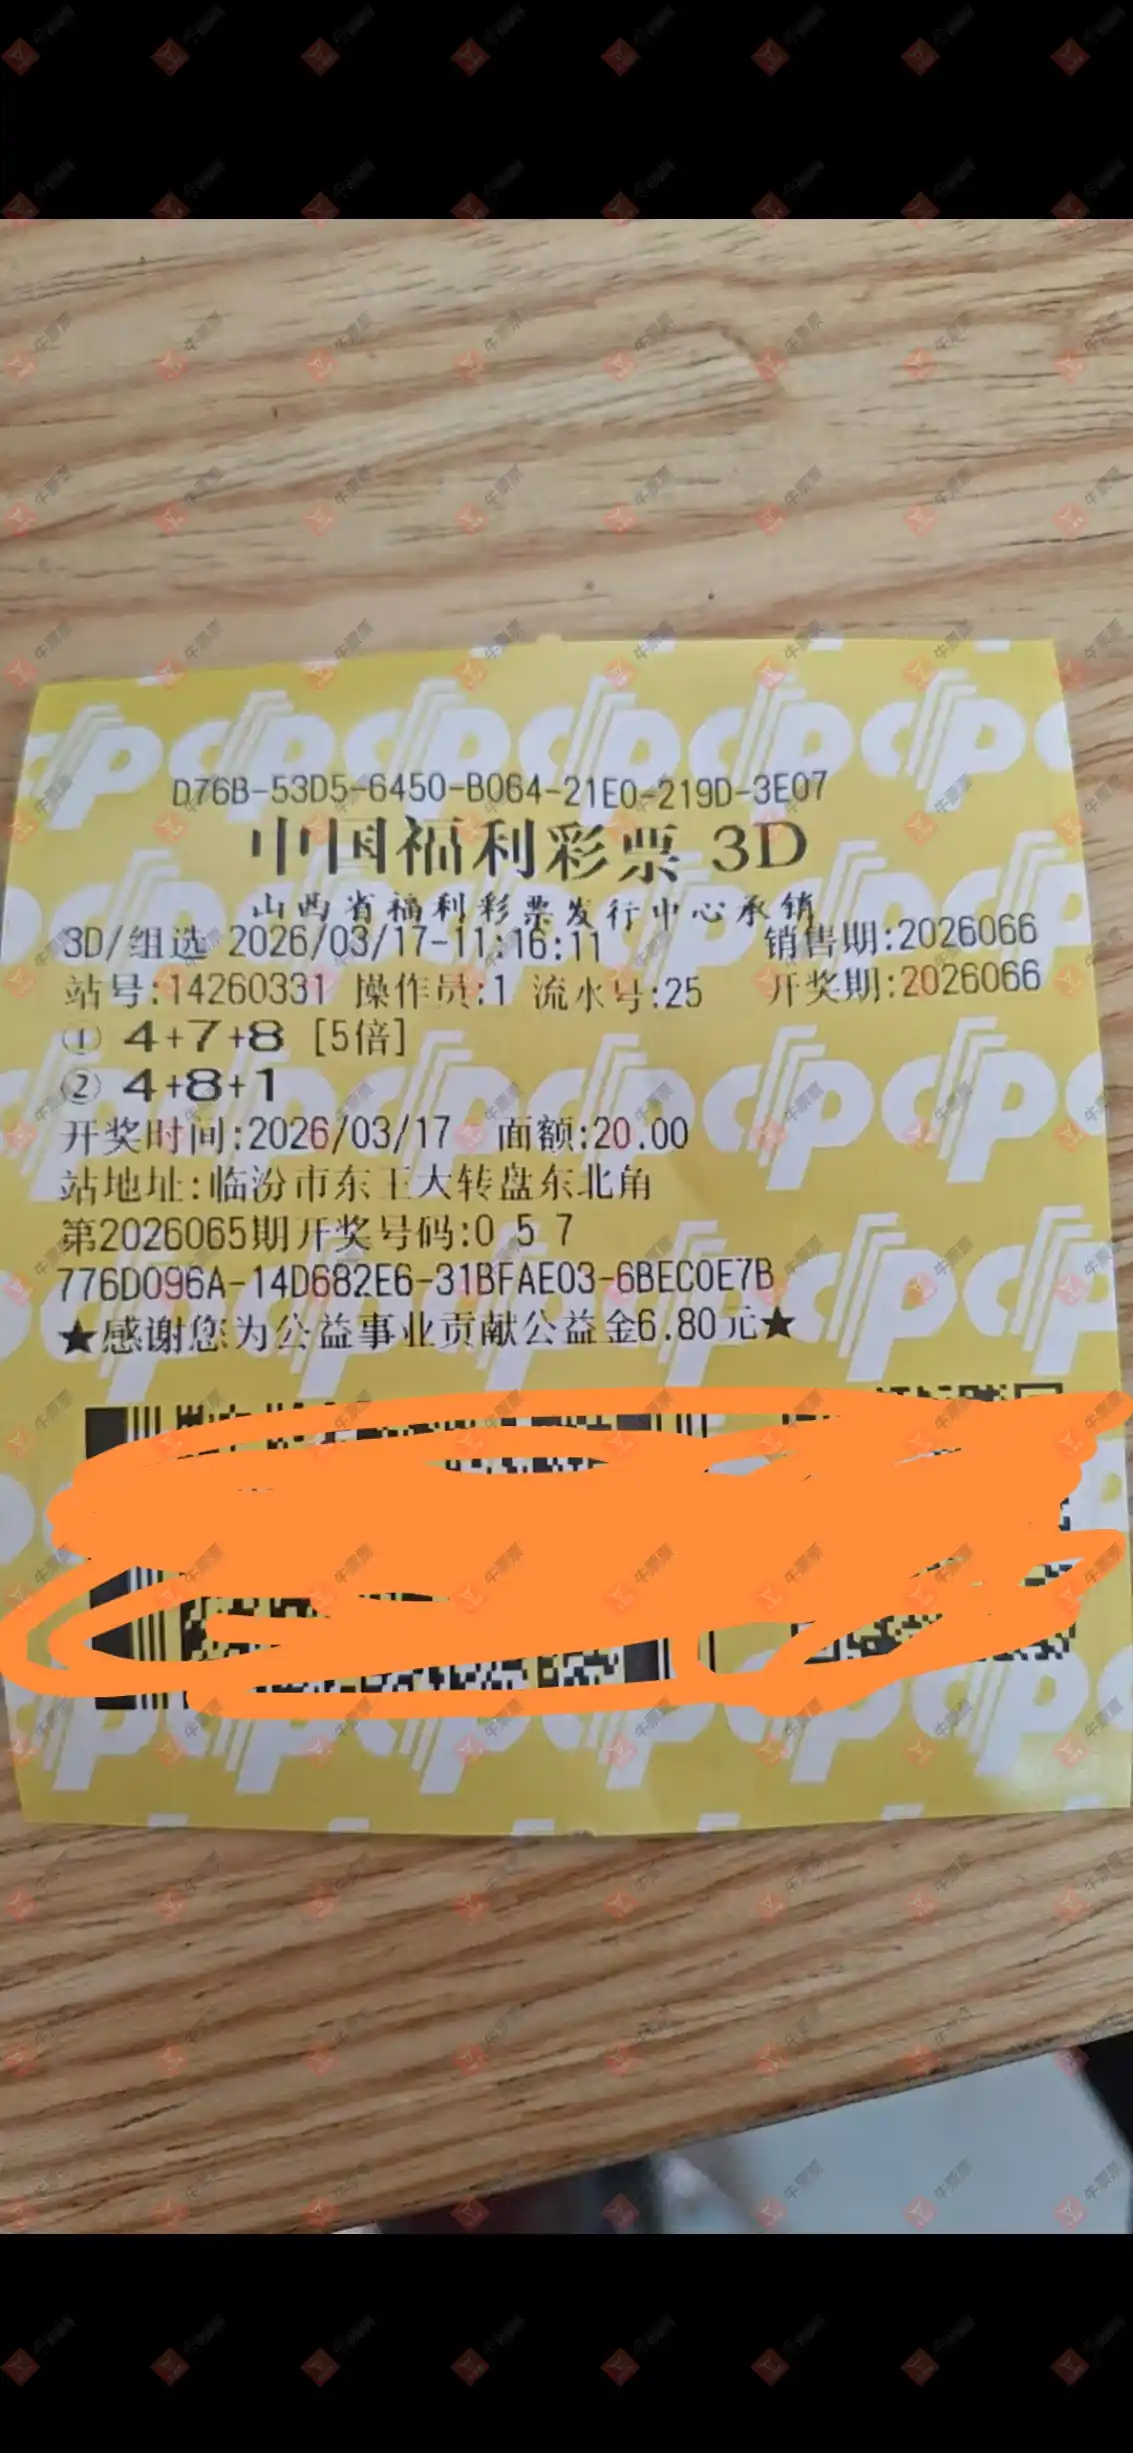 D76B-53D5-6450-B064-21E0-219D-3E07
中国福利彩票 3D
山西省福利彩票发行中心承销
3D/组选 2026/03/17-11:16:11 销售期:2026066
站号:14260331 操作员:1 流水号:25 开奖期:2026066
① 4+7+8 [5倍]
② 4+8+1
开奖时间:2026/03/17 面额:20.00
站地址:临汾市东王大转盘东北角
第2026065期开奖号码:0 5 7
776D096A-14D682E6-31BFAE03-6BEC0E7B
★感谢您为公益事业贡献公益金6.80元★